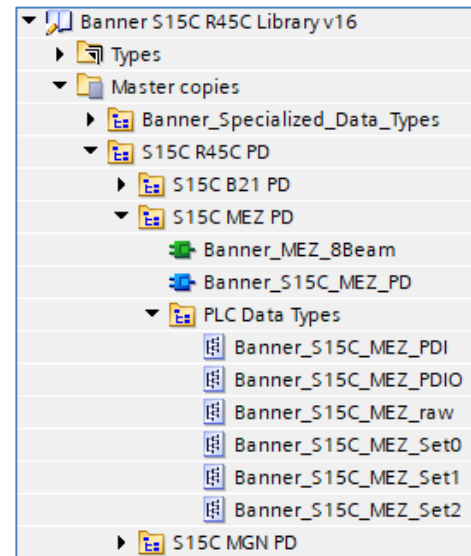 Banner S15C R45C Library v16
Types
Master copies
Banner_Specialized_Data_Types
S15C R45C PD
S15C B21 PD
S15C MEZ PD
Banner_MEZ_8Beam
Banner_S15C_MEZ_PD
PLC Data Types
Banner_S15C_MEZ_PDI
Banner_S15C_MEZ_PDIO
Banner_S15C_MEZ_raw
Banner_S15C_MEZ_Set0
Banner_S15C_MEZ_Set1
Banner_S15C_MEZ_Set2
S15C MGN PD